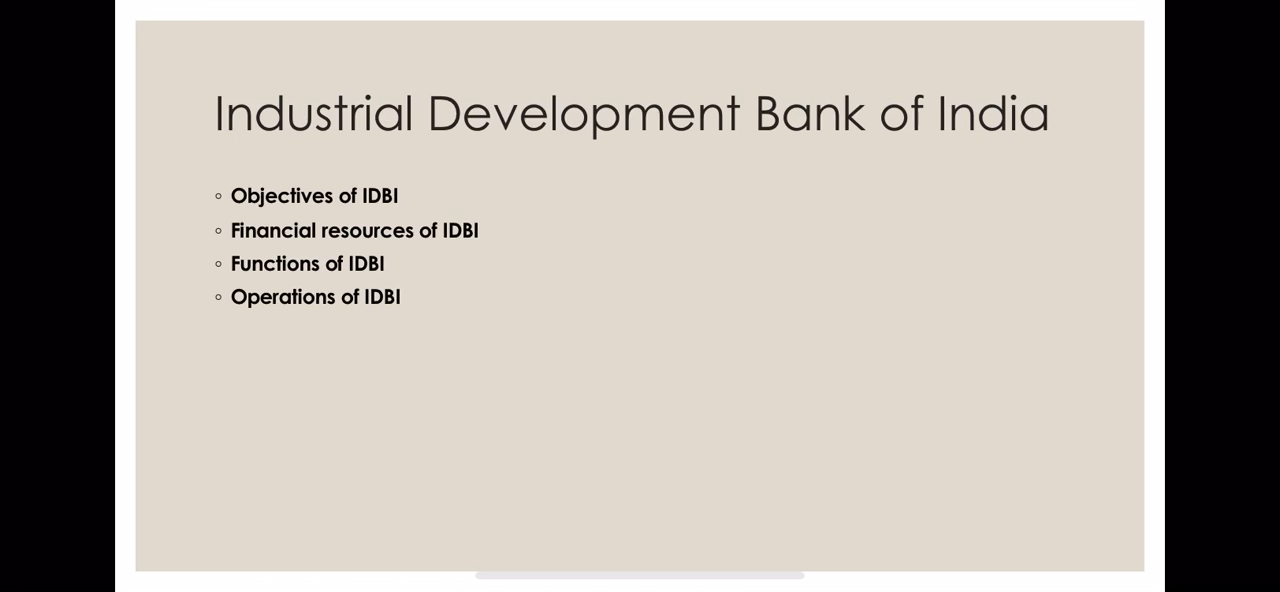 Industrial Development Bank of India
◦ Objectives of IDBI
◦ Financial resources of IDBI
◦ Functions of IDBI
◦ Operations of IDBI